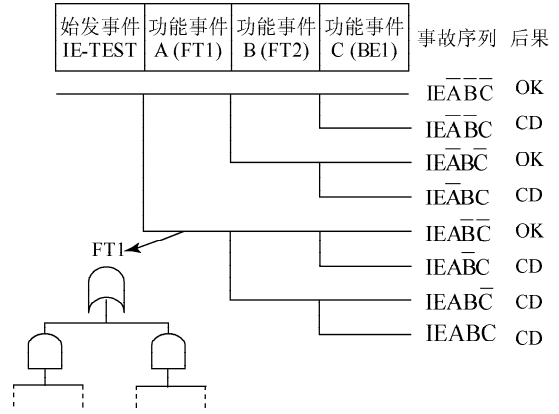 始发事件 功能事件 功能事件 功能事件 事故序列 后果
IE-TEST A (FT1) B (FT2) C (BE1)
IEA̅B̅C̅ OK
IEA̅B̅C CD
IEA̅BC̅ OK
IEA̅BC CD
IEAB̅C̅ OK
FT1
IEAB̅C CD
IEABC̅ CD
IEABC CD